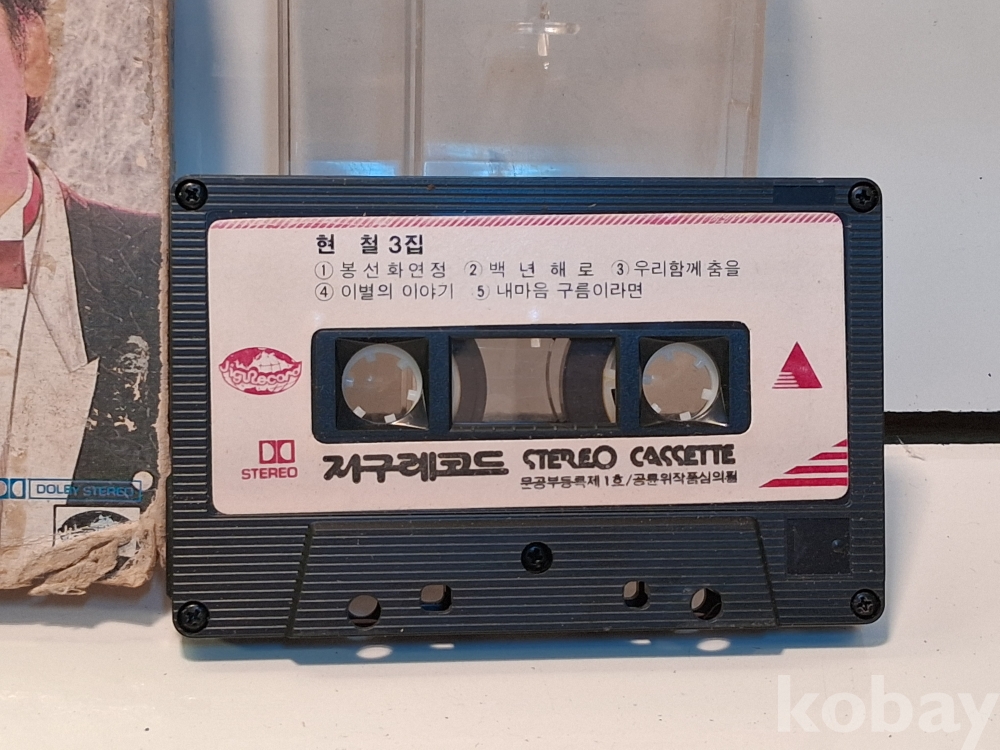 현 철 3집
① 봉선화연정 ② 백 년 해 로 ③ 우리함께 춤을
④ 이별의 이야기 ⑤ 내마음 구름이라면
JiguRecord
STEREO
지구레코드 STEREO CASSETTE
문공부등록제1호/공륜위작품심의필
DOLBY STEREO
kobay